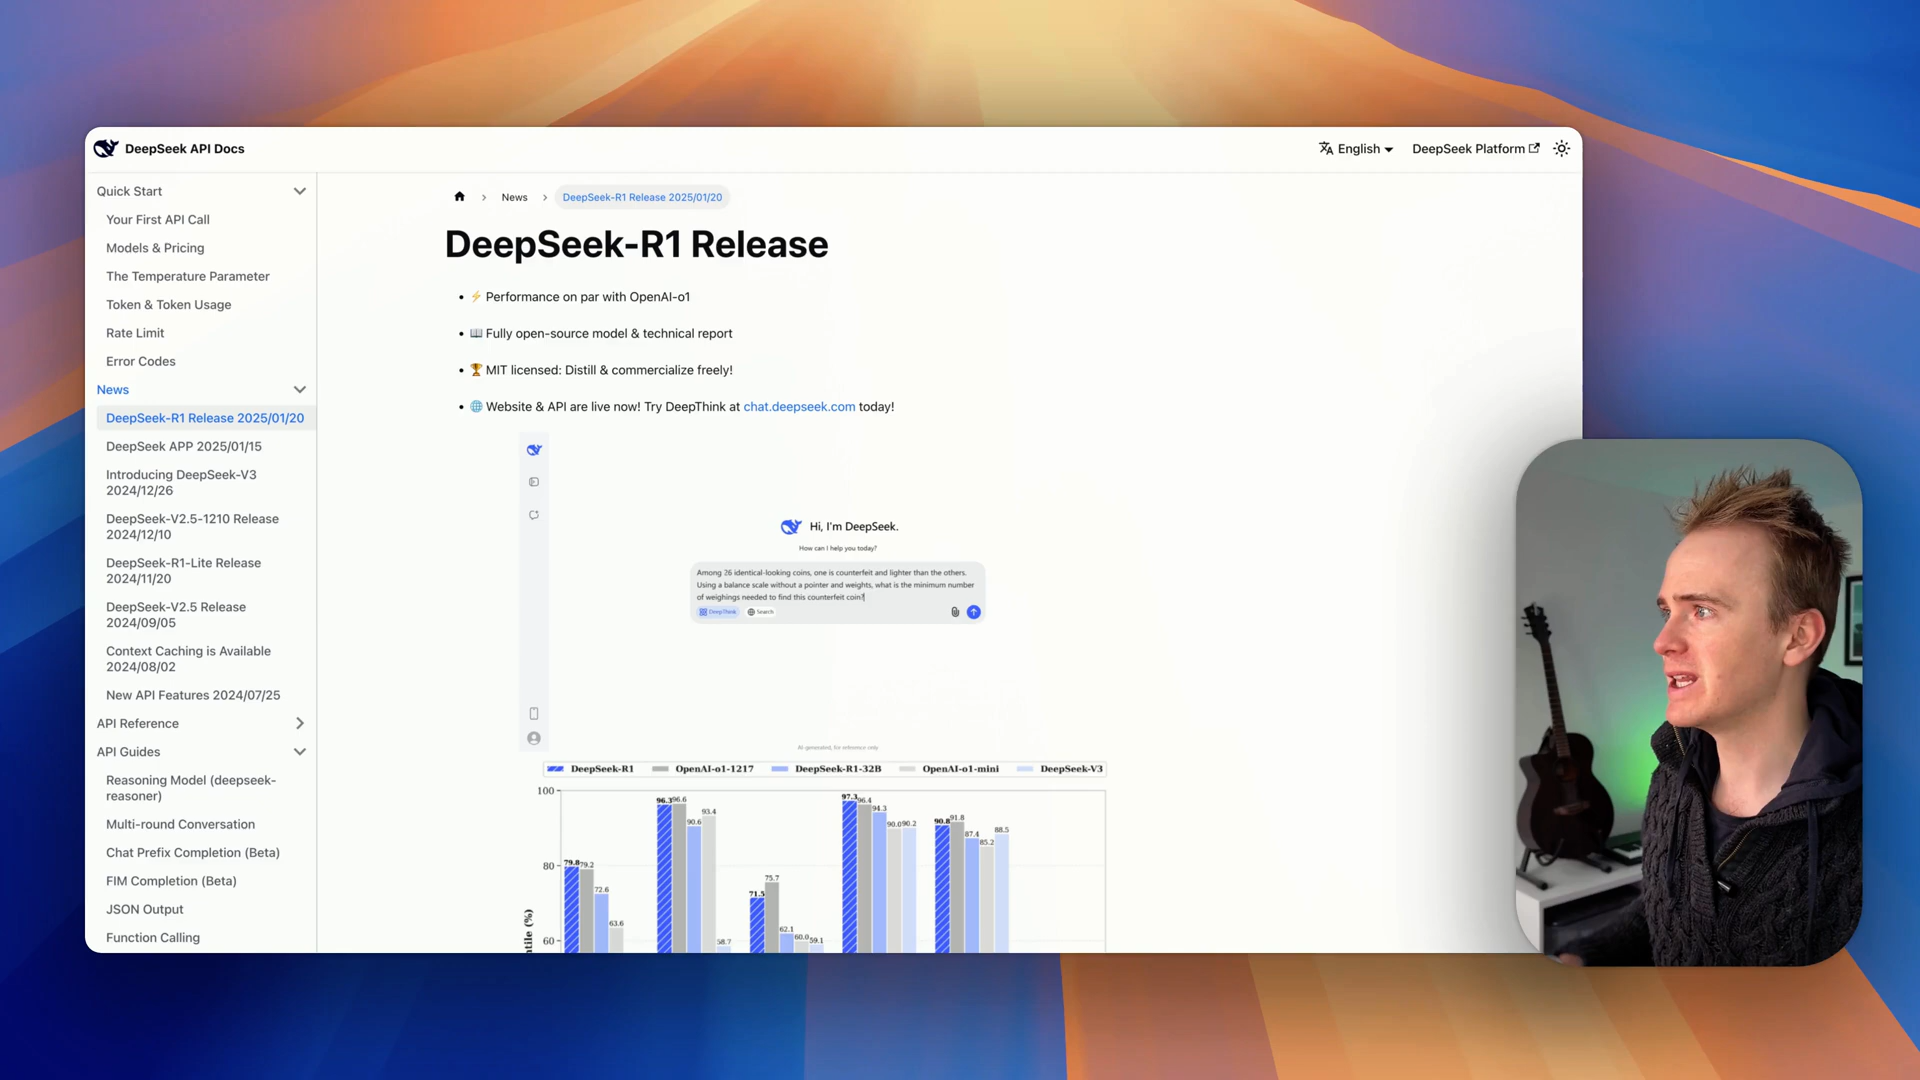 DeepSeek API Docs
English
DeepSeek Platform
Quick Start
Your First API Call
Models & Pricing
The Temperature Parameter
Token & Token Usage
Rate Limit
Error Codes
News
DeepSeek-R1 Release 2025/01/20
DeepSeek APP 2025/01/15
Introducing DeepSeek-V3
2024/12/26
DeepSeek-V2.5-1210 Release
2024/12/10
DeepSeek-R1-Lite Release
2024/11/20
DeepSeek-V2.5 Release
2024/09/05
Context Caching is Available
2024/08/02
New API Features 2024/07/25
API Reference
API Guides
Reasoning Model (deepseek-
reasoner)
Multi-round Conversation
Chat Prefix Completion (Beta)
FIM Completion (Beta)
JSON Output
Function Calling
News
DeepSeek-R1 Release 2025/01/20
DeepSeek-R1 Release
⚡ Performance on par with OpenAI-o1
📖 Fully open-source model & technical report
🏆 MIT licensed: Distill & commercialize freely!
🌐 Website & API are live now! Try DeepThink at chat.deepseek.com today!
Hi, I'm DeepSeek.
How can I help you today?
Among 26 identical-looking coins, one is counterfeit and lighter than the others.
Using a balance scale without a pointer and weights, what is the minimum number
of weighings needed to find this counterfeit coin?
DeepThink Search
AI-generated, for reference only
DeepSeek-R1 OpenAI-o1-1217 DeepSeek-R1-32B OpenAI-o1-mini DeepSeek-V3
100
96.3 96.6 93.4 90.6 58.7
97.3 96.4 94.3 90.0 90.2
90.8 91.8 87.4 85.2 88.5
80
79.8 79.2 72.6 63.6
71.5 75.7 62.1 60.0 59.1
60
ntile (%)